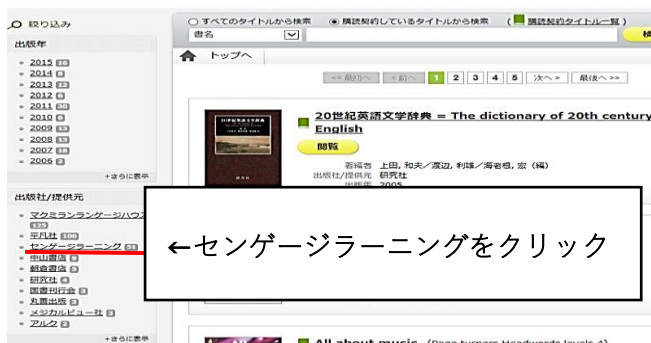 絞り込み
○ すべてのタイトルから検索 ◉ 購読契約しているタイトルから検索 ( 購読契約タイトル一覧 )
書名
トップへ
出版年
2015
2014
2013
2012
2011
2010
2009
2008
2007
2006
+さらに表示
<< 最初へ < 前へ 1 2 3 4 5 次へ > 最後へ >>
20世紀英語文学辞典 = The dictionary of 20th century
English
閲覧
著編者 上田, 和夫／渡辺, 利雄／海老根, 宏 (編)
出版社/提供元 研究社
出版年 2005
出版社/提供元
マクミランランゲージハウス
平凡社
センゲージラーニング
中山書店
朝倉書店
研究社
国書刊行会
丸善出版
メジカルビュー社
アルク
+さらに表示
←センゲージラーニングをクリック
All about music (Page turners Headwords levels 4)